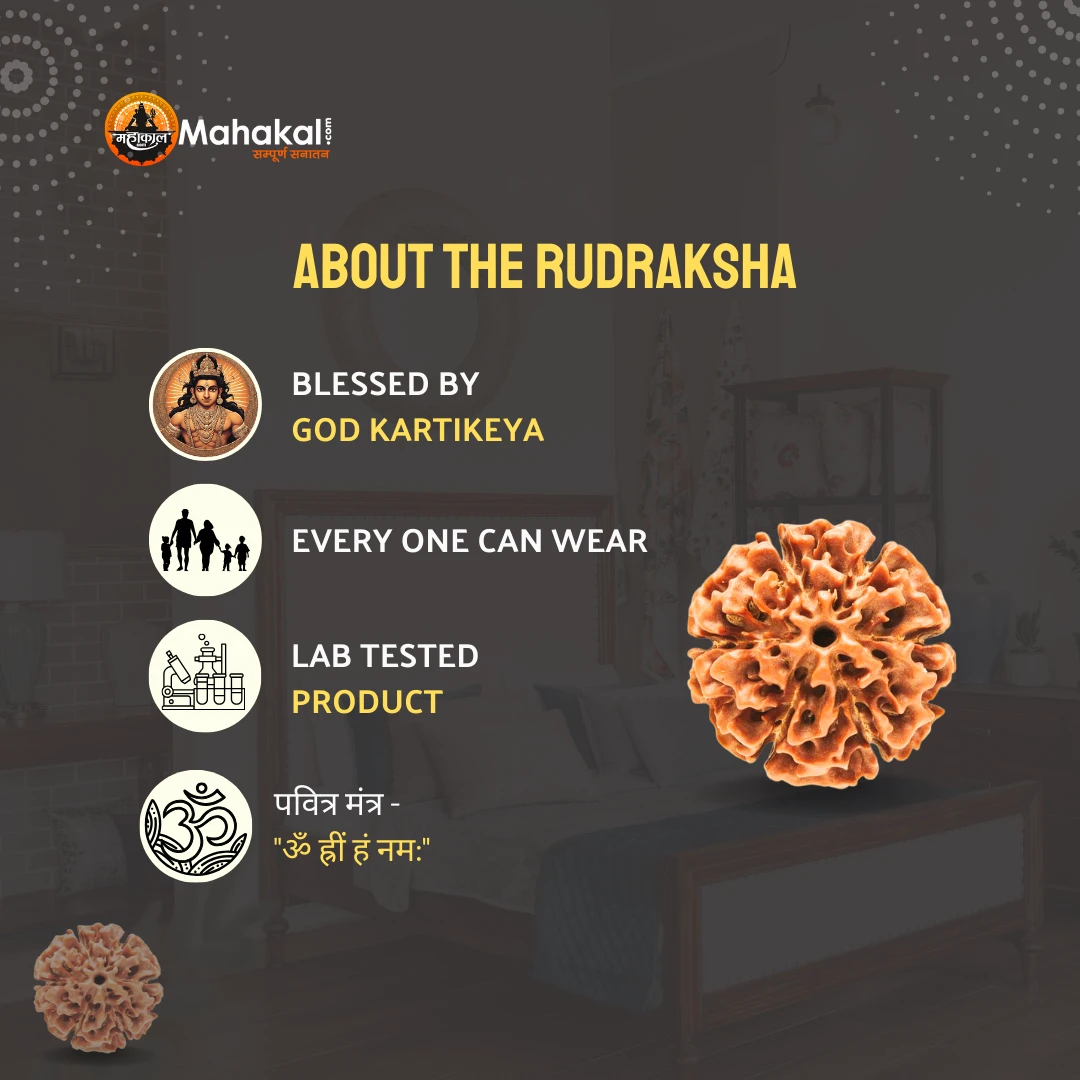 महाकाल
Mahakal.com
सम्पूर्ण सनातन
ABOUT THE RUDRAKSHA
BLESSED BY
GOD KARTIKEYA
EVERY ONE CAN WEAR
LAB TESTED
PRODUCT
पवित्र मंत्र -
"ॐ ह्रीं हं नम:"